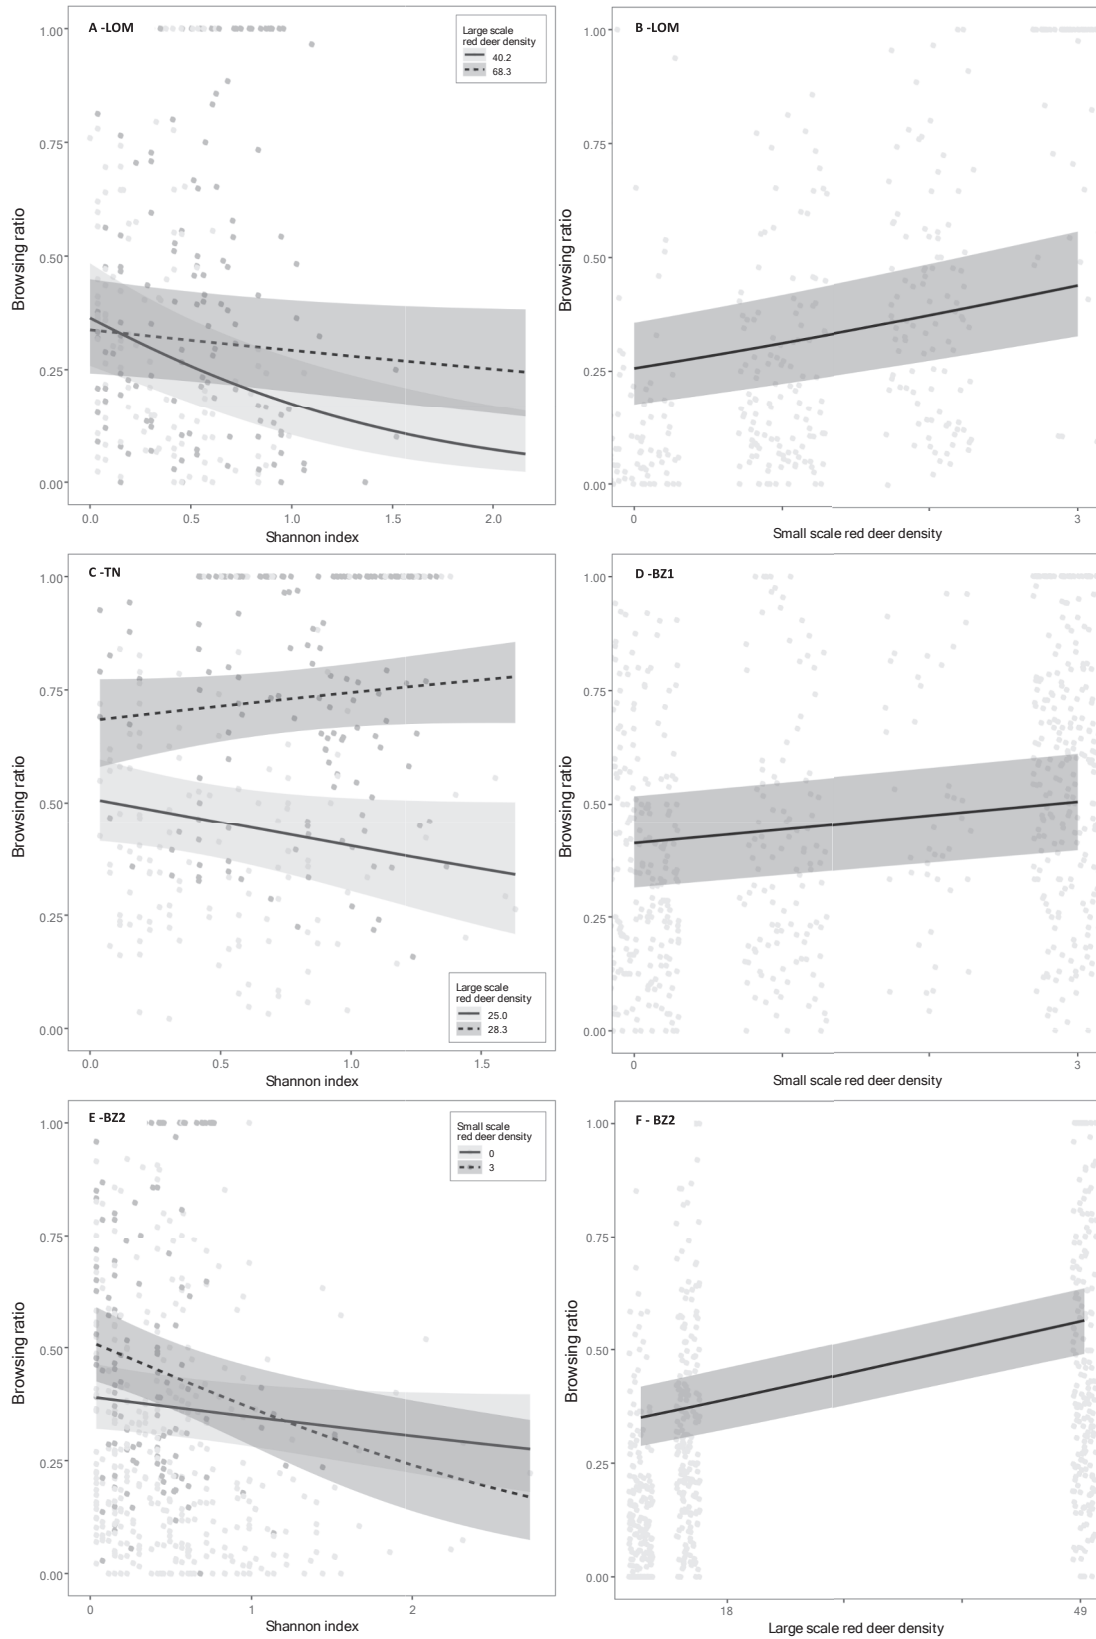 A -LOM
Large scale
red deer density
40.2
68.3
1.00
0.75
0.50
0.25
0.00
Browsing ratio
0.0 0.5 1.0 1.5 2.0
Shannon index
B -LOM
1.00
0.75
0.50
0.25
0.00
Browsing ratio
0 3
Small scale red deer density
C -TN
1.00
0.75
0.50
0.25
0.00
Browsing ratio
Large scale
red deer density
25.0
28.3
0.0 0.5 1.0 1.5
Shannon index
D -BZ1
1.00
0.75
0.50
0.25
0.00
Browsing ratio
0 3
Small scale red deer density
E -BZ2
Small scale
red deer density
0
3
1.00
0.75
0.50
0.25
0.00
Browsing ratio
0 1 2
Shannon index
F - BZ2
1.00
0.75
0.50
0.25
0.00
Browsing ratio
18 49
Large scale red deer density